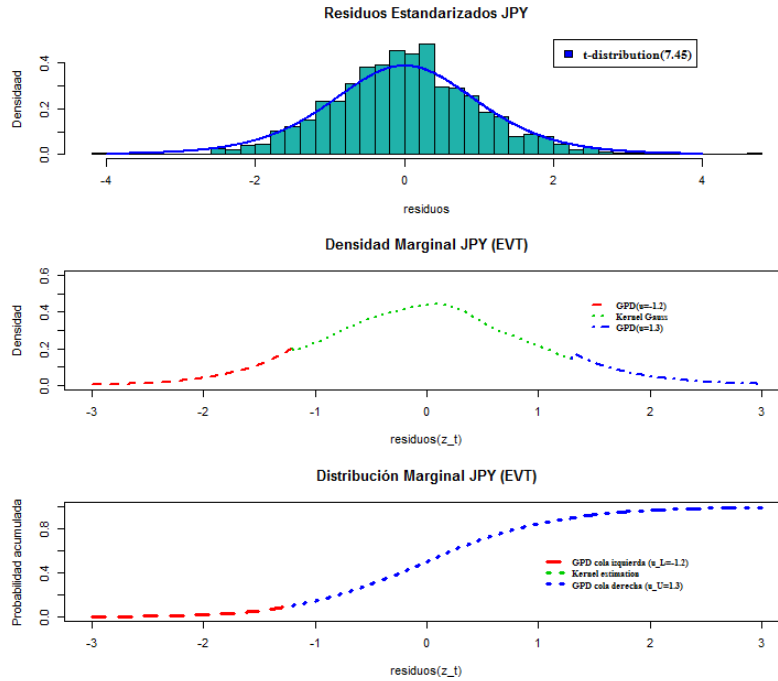 Residuos Estandarizados JPY
Densidaad
0.0
0.2
0.4
t-distribution(7.45)
-4
-2
0
2
4
residuos
Densidad Marginal JPY (EVT)
Densidad
0.0
0.2
0.4
0.6
GPD(u=-1.2)
Kernel Gauss
GPD(u=1.3)
-3
-2
-1
0
1
2
3
residuos(z_t)
Distribución Marginal JPY (EVT)
Probabilidad acumulada
0.0
0.4
0.8
GPD cola izquierda (u_L=-1.2)
Kernel estimation
GPD cola derecha (u_U=1.3)
-3
-2
-1
0
1
2
3
residuos(z_t)